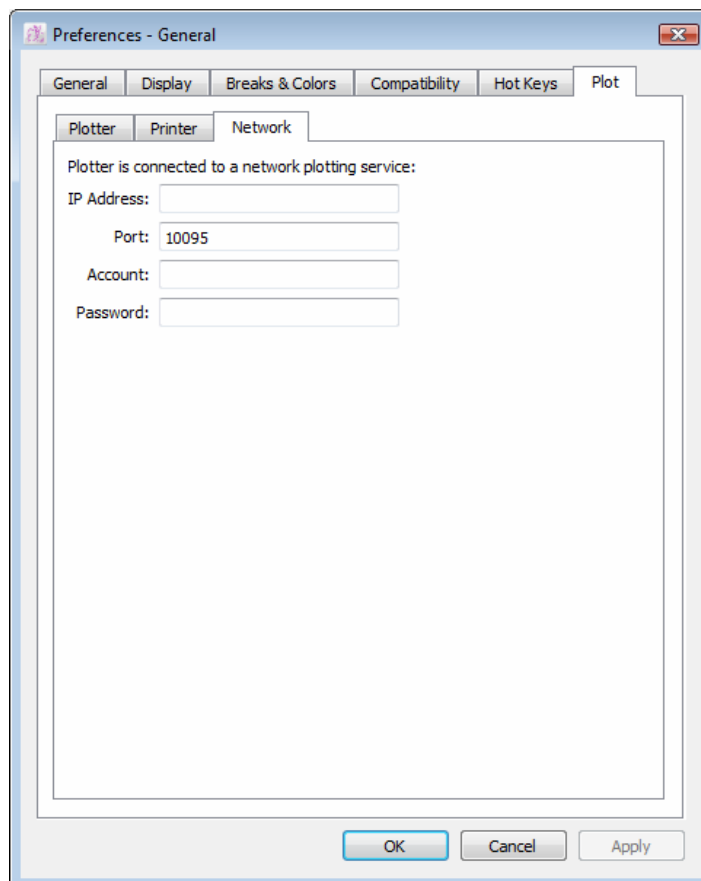 Preferences - General
General Display Breaks & Colors Compatibility Hot Keys Plot
Plotter Printer Network
Plotter is connected to a network plotting service:
IP Address:
Port: 10095
Account:
Password:
OK Cancel Apply